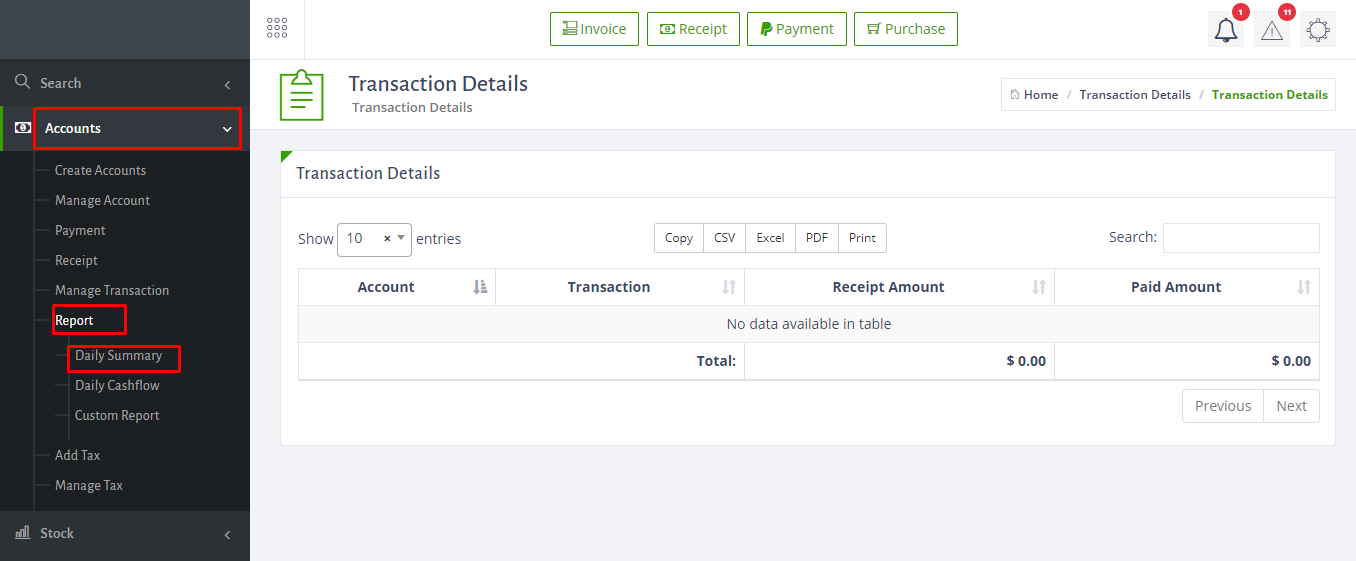 Invoice Receipt Payment Purchase 1 11
Search
Accounts
Create Accounts
Manage Account
Payment
Receipt
Manage Transaction
Report
Daily Summary
Daily Cashflow
Custom Report
Add Tax
Manage Tax
Stock
Transaction Details
Transaction Details
Home / Transaction Details / Transaction Details
Transaction Details
Show 10 × entries Copy CSV Excel PDF Print Search:
Account Transaction Receipt Amount Paid Amount
No data available in table
Total: $ 0.00 $ 0.00
Previous Next